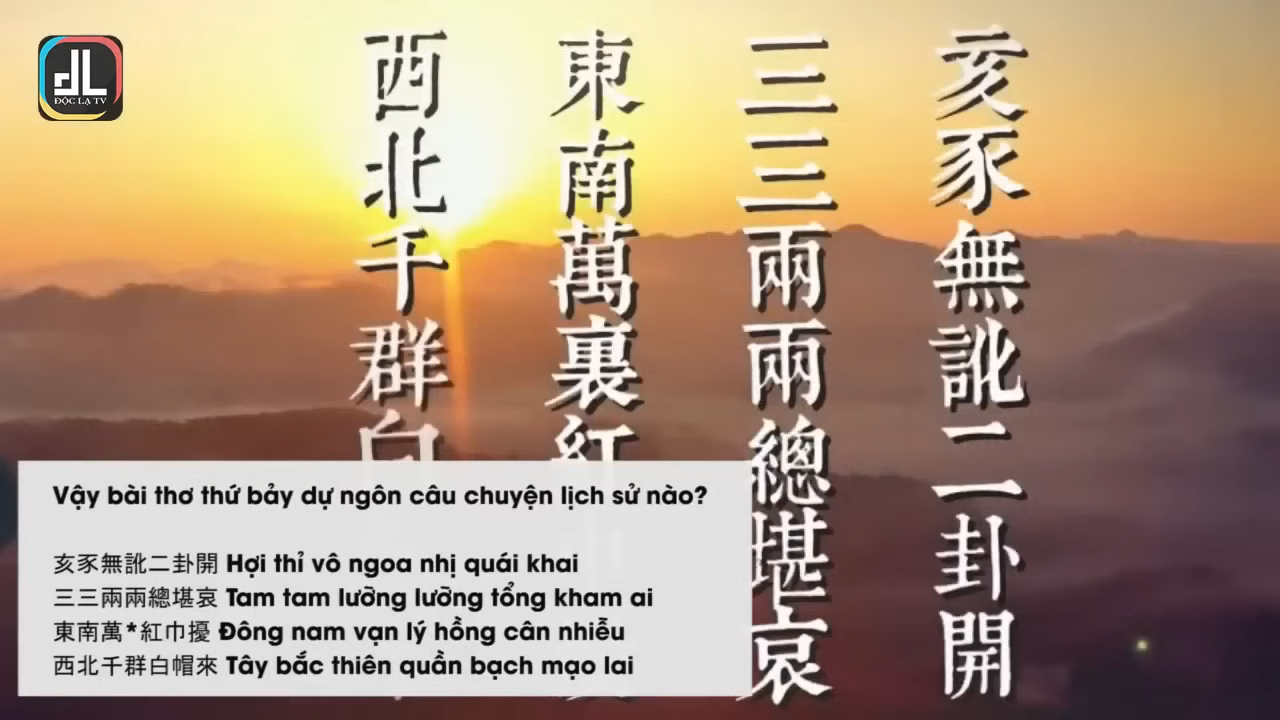 ĐỘC LẠ TV
亥豕無訛二卦開
三三兩兩總堪哀
東南萬裏紅
西北千群白
Vậy bài thơ thứ bảy dự ngôn câu chuyện lịch sử nào?
亥豕無訛二卦開 Hợi thỉ vô ngoa nhị quái khai
三三兩兩總堪哀 Tam tam lưỡng lưỡng tổng kham ai
東南萬*紅巾擾 Đông nam vạn lý hồng cân nhiễu
西北千群白帽來 Tây bắc thiên quần bạch mạo lai